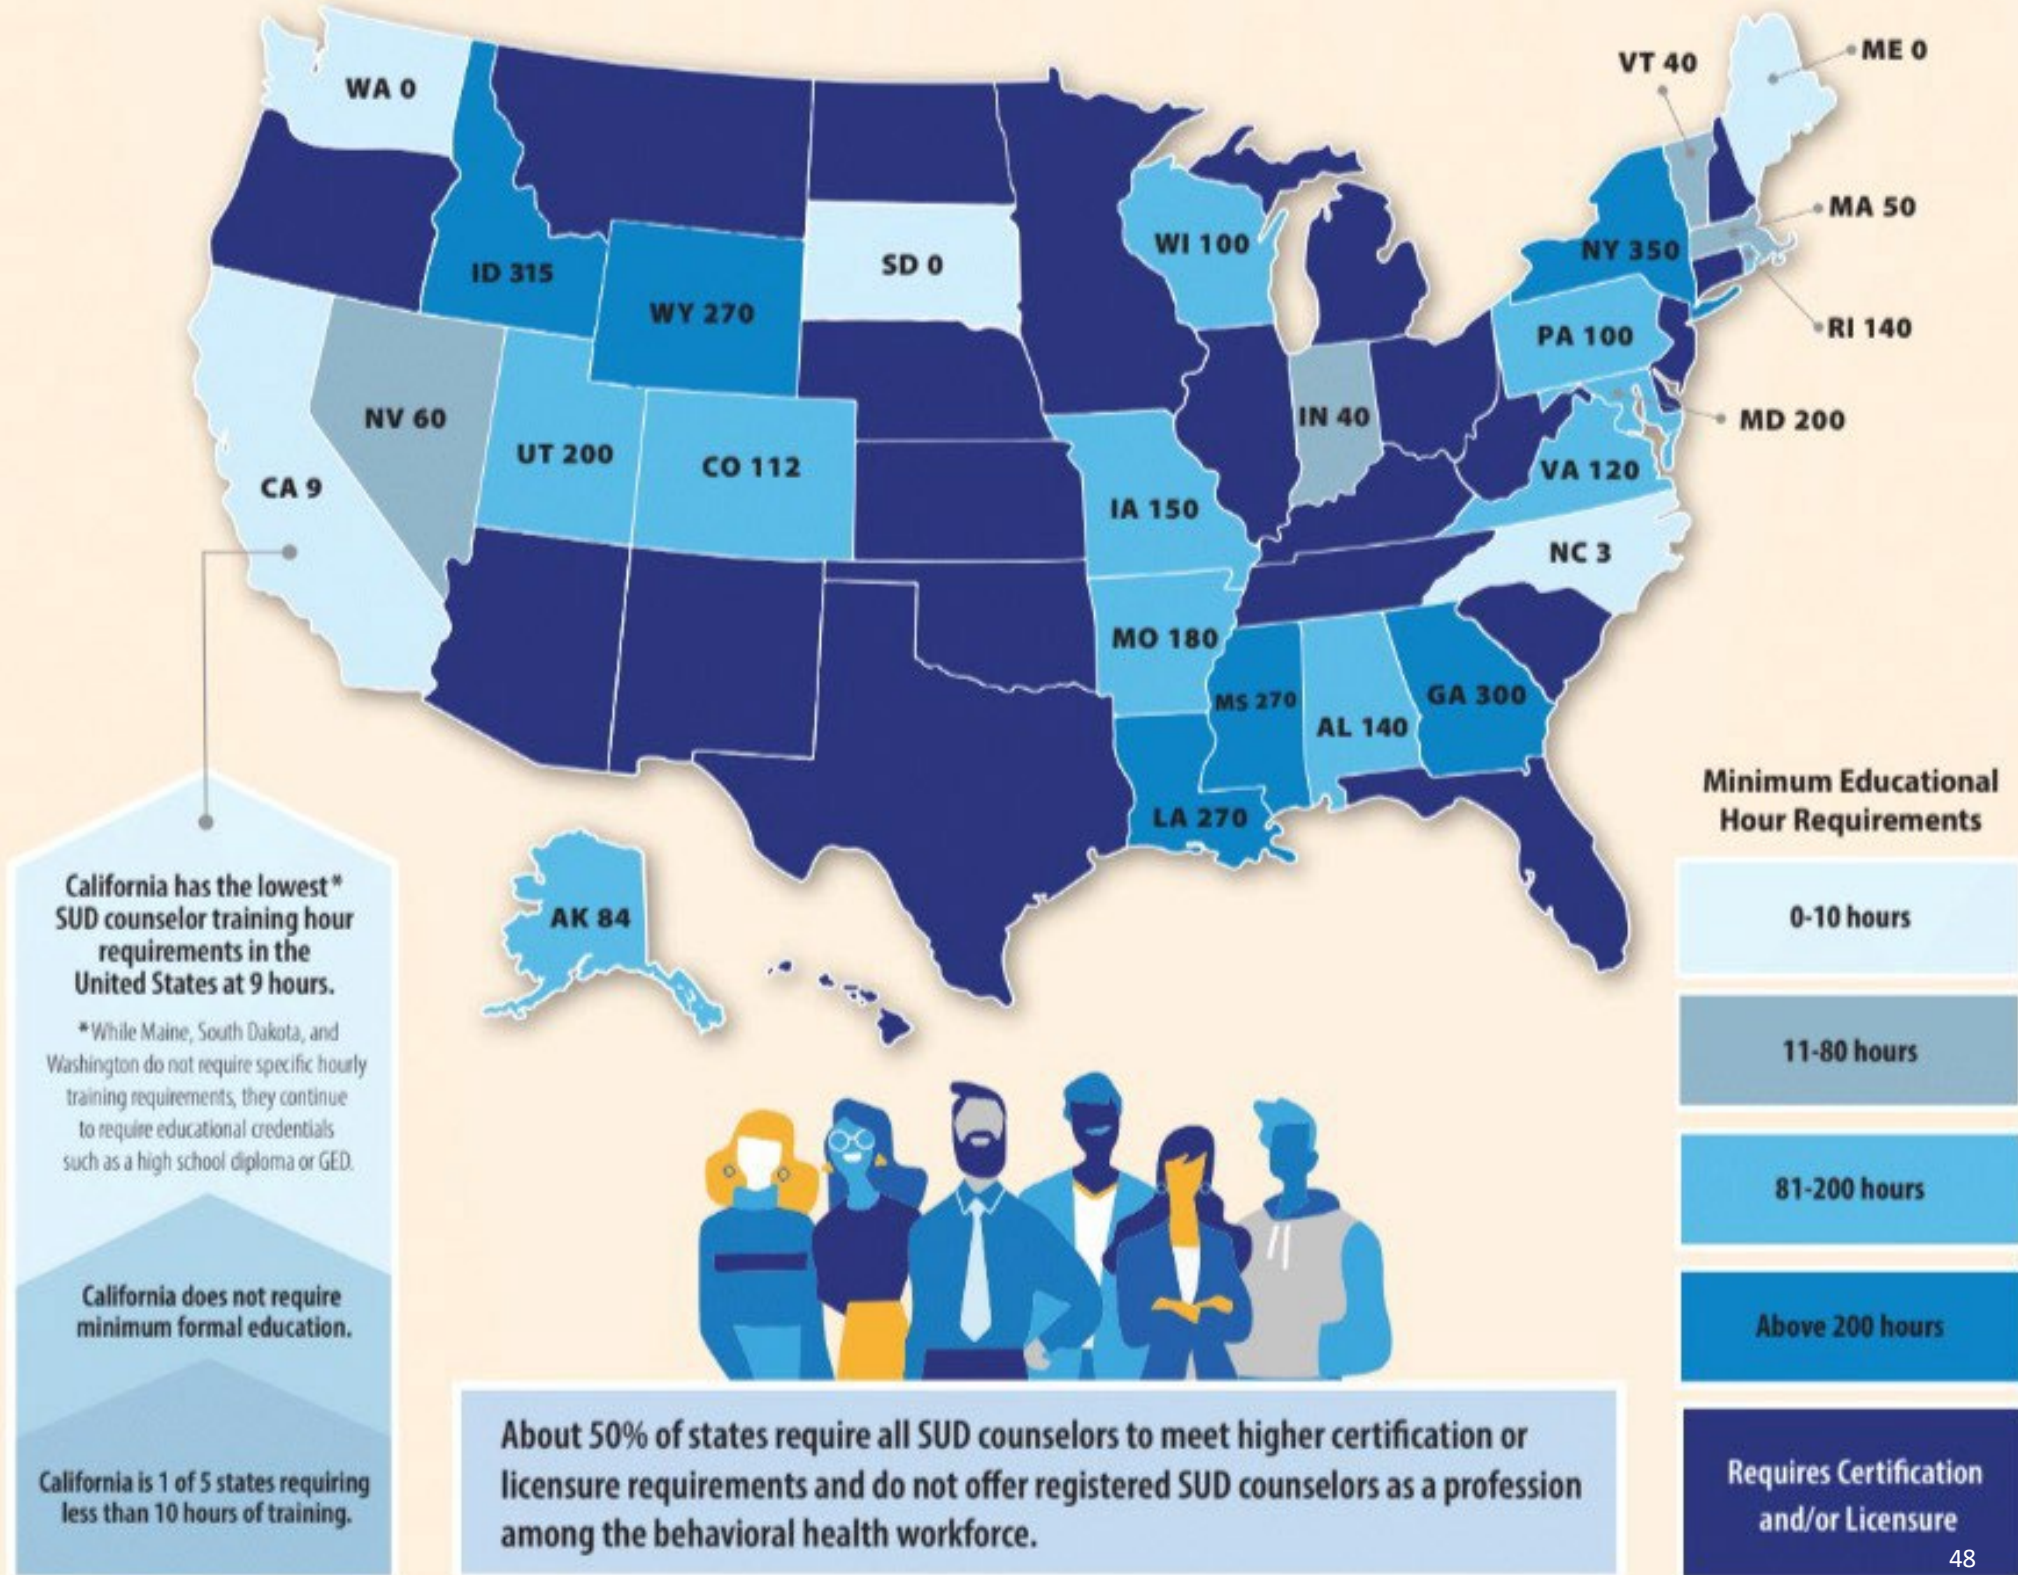 WA 0
VT 40
ME 0
MA 50
WI 100
NY 350
SD 0
ID 315
WY 270
RI 140
PA 100
NV 60
IN 40
MD 200
UT 200
CO 112
VA 120
CA 9
IA 150
NC 3
MO 180
MS 270
GA 300
AL 140
LA 270
AK 84
California has the lowest*
SUD counselor training hour
requirements in the
United States at 9 hours.
*While Maine, South Dakota, and
Washington do not require specific hourly
training requirements, they continue
to require educational credentials
such as a high school diploma or GED.
California does not require
minimum formal education.
California is 1 of 5 states requiring
less than 10 hours of training.
About 50% of states require all SUD counselors to meet higher certification or
licensure requirements and do not offer registered SUD counselors as a profession
among the behavioral health workforce.
Minimum Educational
Hour Requirements
0-10 hours
11-80 hours
81-200 hours
Above 200 hours
Requires Certification
and/or Licensure
48